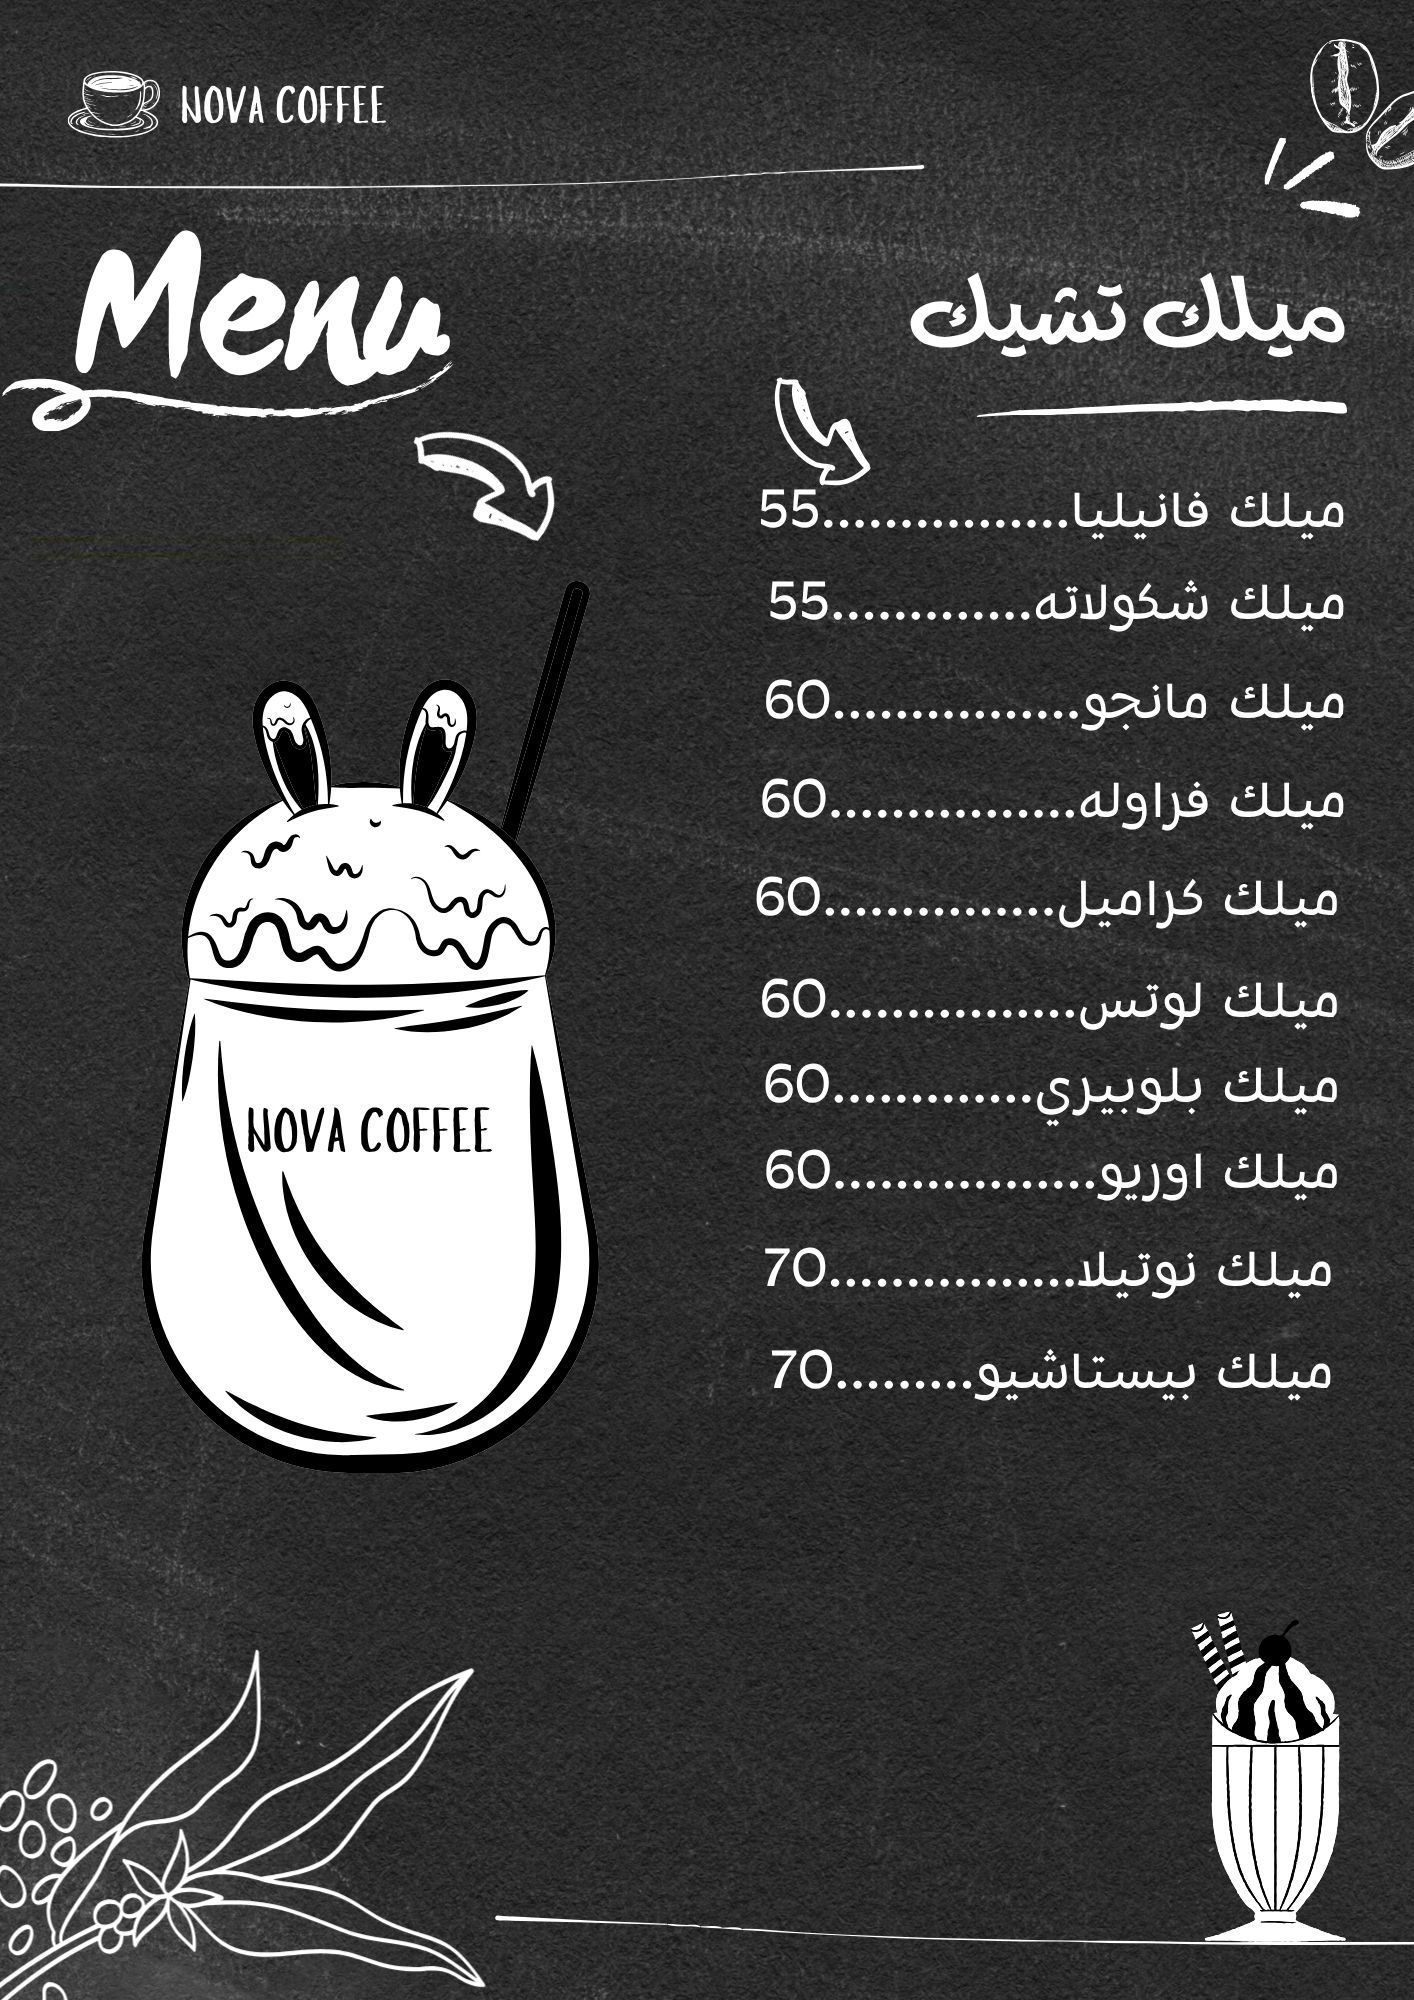 NOVA COFFEE
Menu
ميلك تشيك
ميلك فانيليا................55
ميلك شكولاته.............55
ميلك مانجو................60
ميلك فراوله................60
ميلك كراميل...............60
ميلك لوتس................60
ميلك بلوبيري.............60
ميلك اوريو.................60
ميلك نوتيلا................70
ميلك بيستاشيو.........70
NOVA COFFEE